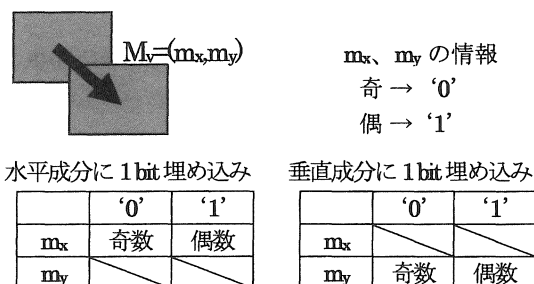 Mv=(mx,my)
mx、my の情報
奇→ ‘0’
偶→ ‘1’
水平成分に 1 bit 埋め込み
‘0’ ‘1’
mx 奇数 偶数
my
垂直成分に 1 bit 埋め込み
‘0’ ‘1’
mx
my 奇数 偶数